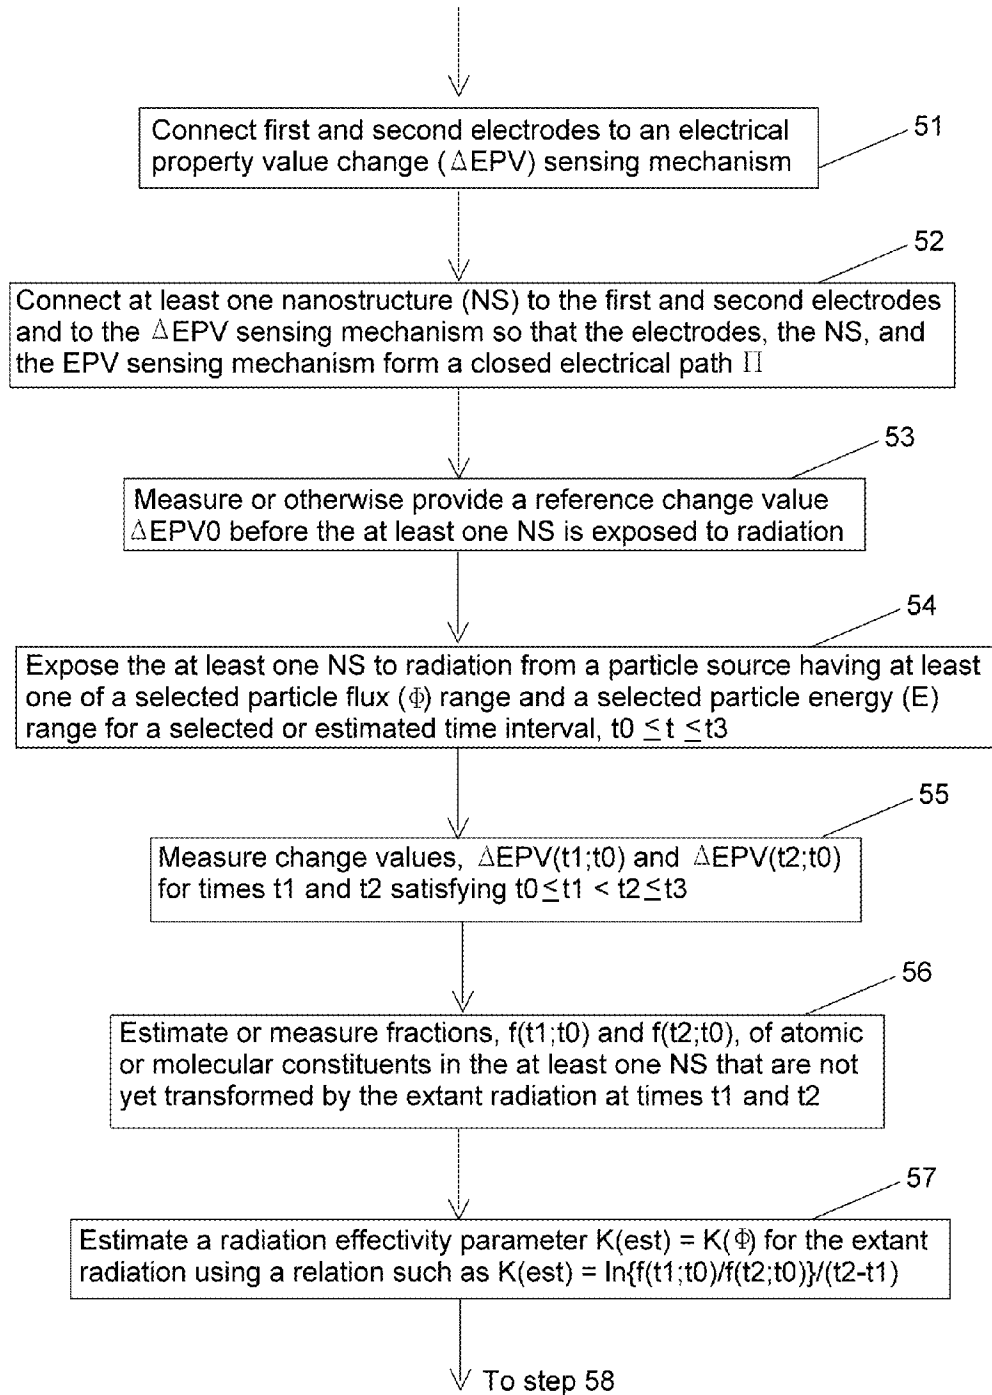 51
Connect first and second electrodes to an electrical
property value change (ΔEPV) sensing mechanism
52
Connect at least one nanostructure (NS) to the first and second electrodes
and to the ΔEPV sensing mechanism so that the electrodes, the NS, and
the EPV sensing mechanism form a closed electrical path Π
53
Measure or otherwise provide a reference change value
ΔEPV0 before the at least one NS is exposed to radiation
54
Expose the at least one NS to radiation from a particle source having at least
one of a selected particle flux (Φ) range and a selected particle energy (E)
range for a selected or estimated time interval, t0 ≤ t ≤ t3
55
Measure change values, ΔEPV(t1;t0) and ΔEPV(t2;t0)
for times t1 and t2 satisfying t0 ≤ t1 < t2 ≤ t3
56
Estimate or measure fractions, f(t1;t0) and f(t2;t0), of atomic
or molecular constituents in the at least one NS that are not
yet transformed by the extant radiation at times t1 and t2
57
Estimate a radiation effectivity parameter K(est) = K(Φ) for the extant
radiation using a relation such as K(est) = ln{f(t1;t0)/f(t2;t0)}/(t2-t1)
To step 58